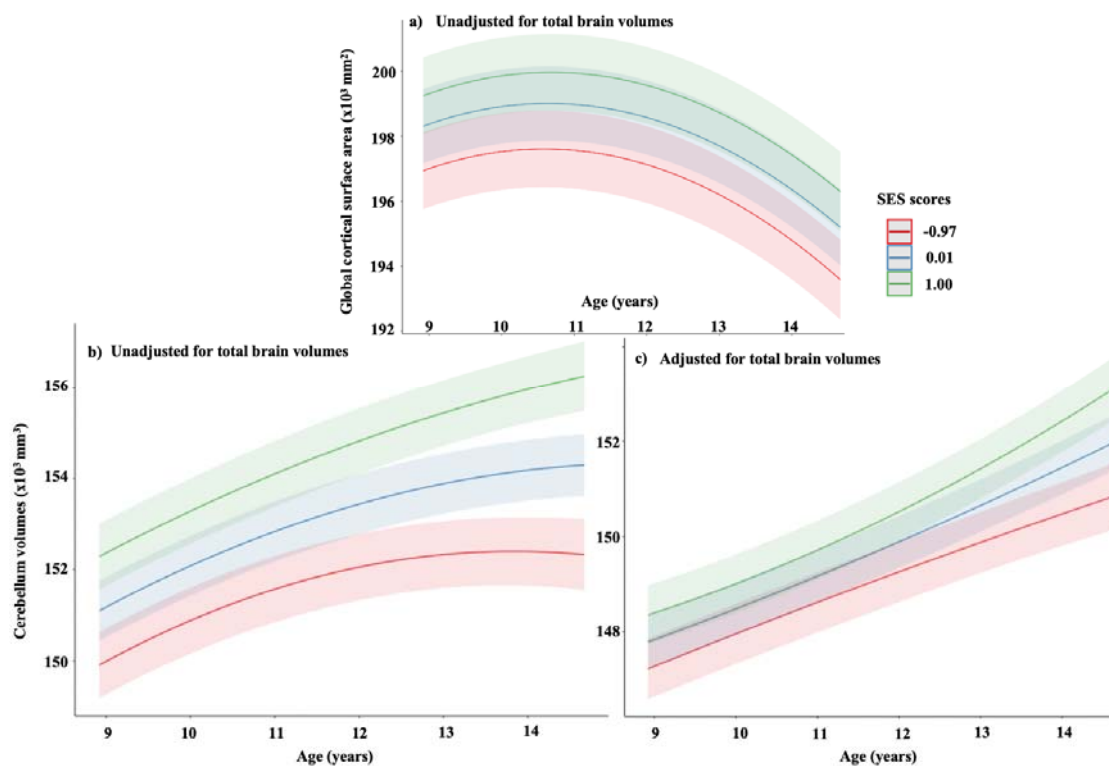 a) Unadjusted for total brain volumes
Global cortical surface area (x10³ mm²)
200
198
196
194
192
Age (years)
9 10 11 12 13 14
SES scores
-0.97
0.01
1.00
b) Unadjusted for total brain volumes
Cerebellum volumes (x10³ mm³)
156
154
152
150
9 10 11 12 13 14
Age (years)
c) Adjusted for total brain volumes
152
150
148
9 10 11 12 13 14
Age (years)